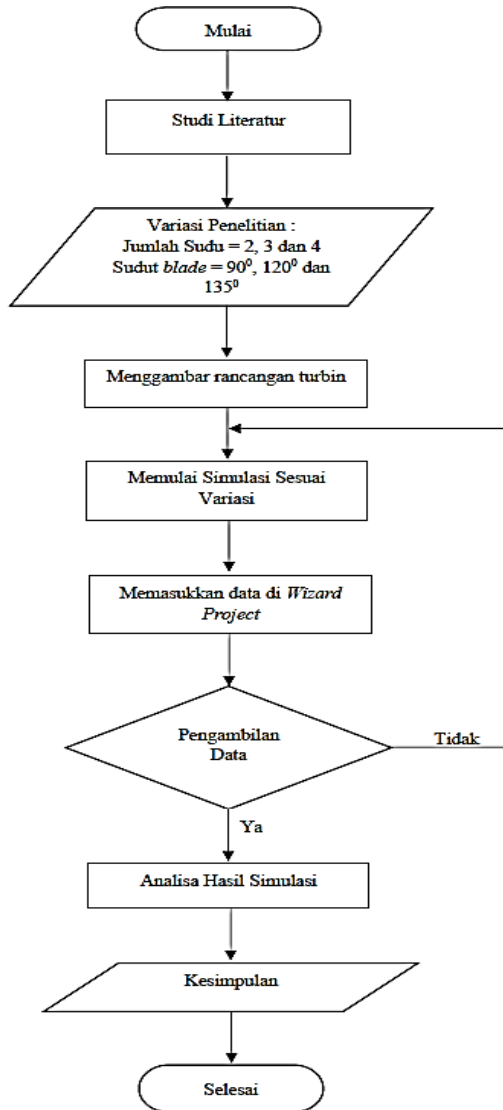 Mulai
Studi Literatur
Variasi Penelitian :
Jumlah Sudu = 2, 3 dan 4
Sudut blade = 90⁰, 120⁰ dan
135⁰
Menggambar rancangan turbin
Memulai Simulasi Sesuai
Variasi
Memasukkan data di Wizard
Project
Pengambilan
Data
Tidak
Ya
Analisa Hasil Simulasi
Kesimpulan
Selesai